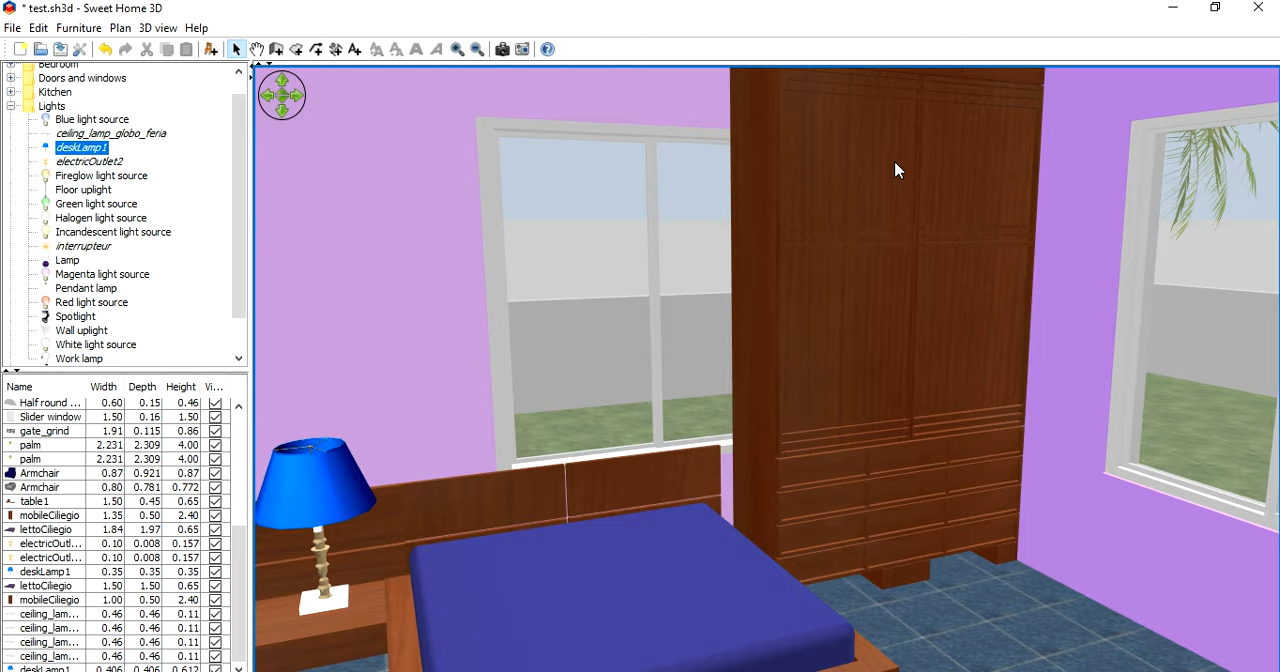 * test.sh3d - Sweet Home 3D
File Edit Furniture Plan 3D view Help
Bedroom
Doors and windows
Kitchen
Lights
Blue light source
ceiling_lamp_globo_feria
deskLamp1
electricOutlet2
Fireglow light source
Floor uplight
Green light source
Halogen light source
Incandescent light source
interrupteur
Lamp
Magenta light source
Pendant lamp
Red light source
Spotlight
Wall uplight
White light source
Work lamp
Name Width Depth Height Vi...
Half round ... 0.60 0.15 0.46
Slider window 1.50 0.16 1.50
gate_grind 1.91 0.115 0.86
palm 2.231 2.309 4.00
palm 2.231 2.309 4.00
Armchair 0.87 0.921 0.87
Armchair 0.80 0.781 0.772
table1 1.50 0.45 0.65
mobileCiliegio 1.35 0.50 2.40
lettoCiliegio 1.84 1.97 0.65
electricOutl... 0.10 0.008 0.157
electricOutl... 0.10 0.008 0.157
deskLamp1 0.35 0.35 0.35
lettoCiliegio 1.50 1.50 0.65
mobileCiliegio 1.00 0.50 2.40
ceiling_lam... 0.46 0.46 0.11
ceiling_lam... 0.46 0.46 0.11
ceiling_lam... 0.46 0.46 0.11
ceiling_lam... 0.46 0.46 0.11
deskLamp1 0.406 0.406 0.612